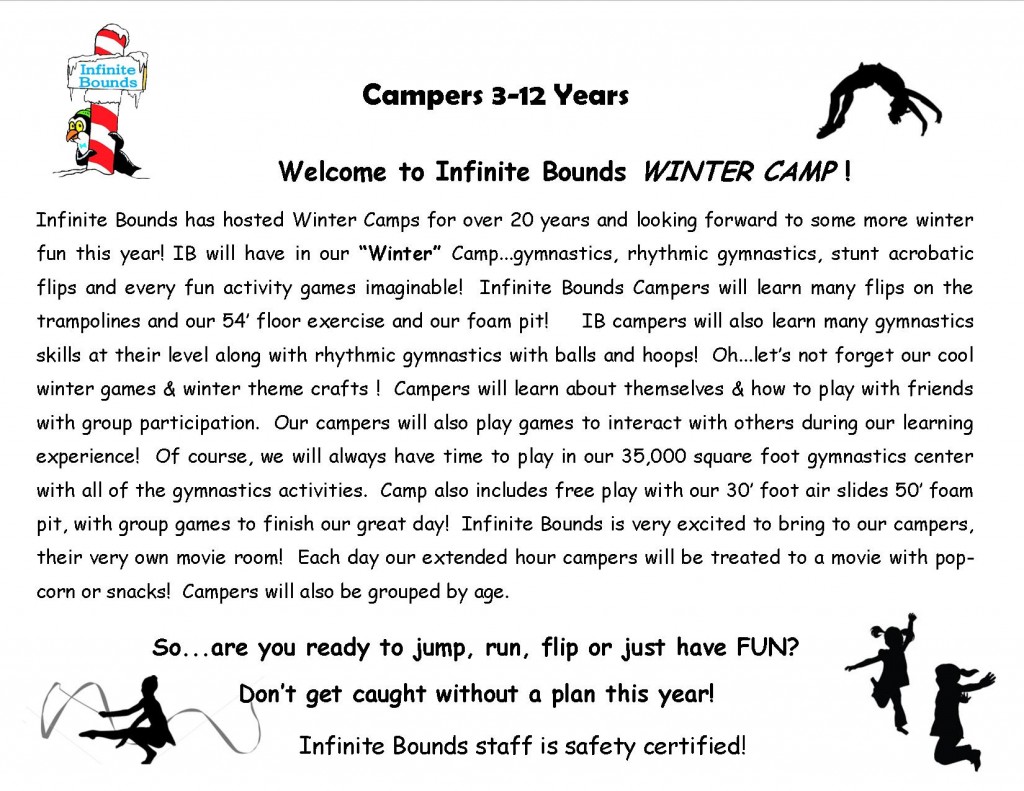 Infinite
Bounds
Campers 3-12 Years
Welcome to Infinite Bounds WINTER CAMP !
Infinite Bounds has hosted Winter Camps for over 20 years and looking forward to some more winter
fun this year! IB will have in our “Winter” Camp...gymnastics, rhythmic gymnastics, stunt acrobatic
flips and every fun activity games imaginable! Infinite Bounds Campers will learn many flips on the
trampolines and our 54’ floor exercise and our foam pit! IB campers will also learn many gymnastics
skills at their level along with rhythmic gymnastics with balls and hoops! Oh...let’s not forget our cool
winter games & winter theme crafts ! Campers will learn about themselves & how to play with friends
with group participation. Our campers will also play games to interact with others during our learning
experience! Of course, we will always have time to play in our 35,000 square foot gymnastics center
with all of the gymnastics activities. Camp also includes free play with our 30’ foot air slides 50’ foam
pit, with group games to finish our great day! Infinite Bounds is very excited to bring to our campers,
their very own movie room! Each day our extended hour campers will be treated to a movie with pop-
corn or snacks! Campers will also be grouped by age.
So...are you ready to jump, run, flip or just have FUN?
Don’t get caught without a plan this year!
Infinite Bounds staff is safety certified!